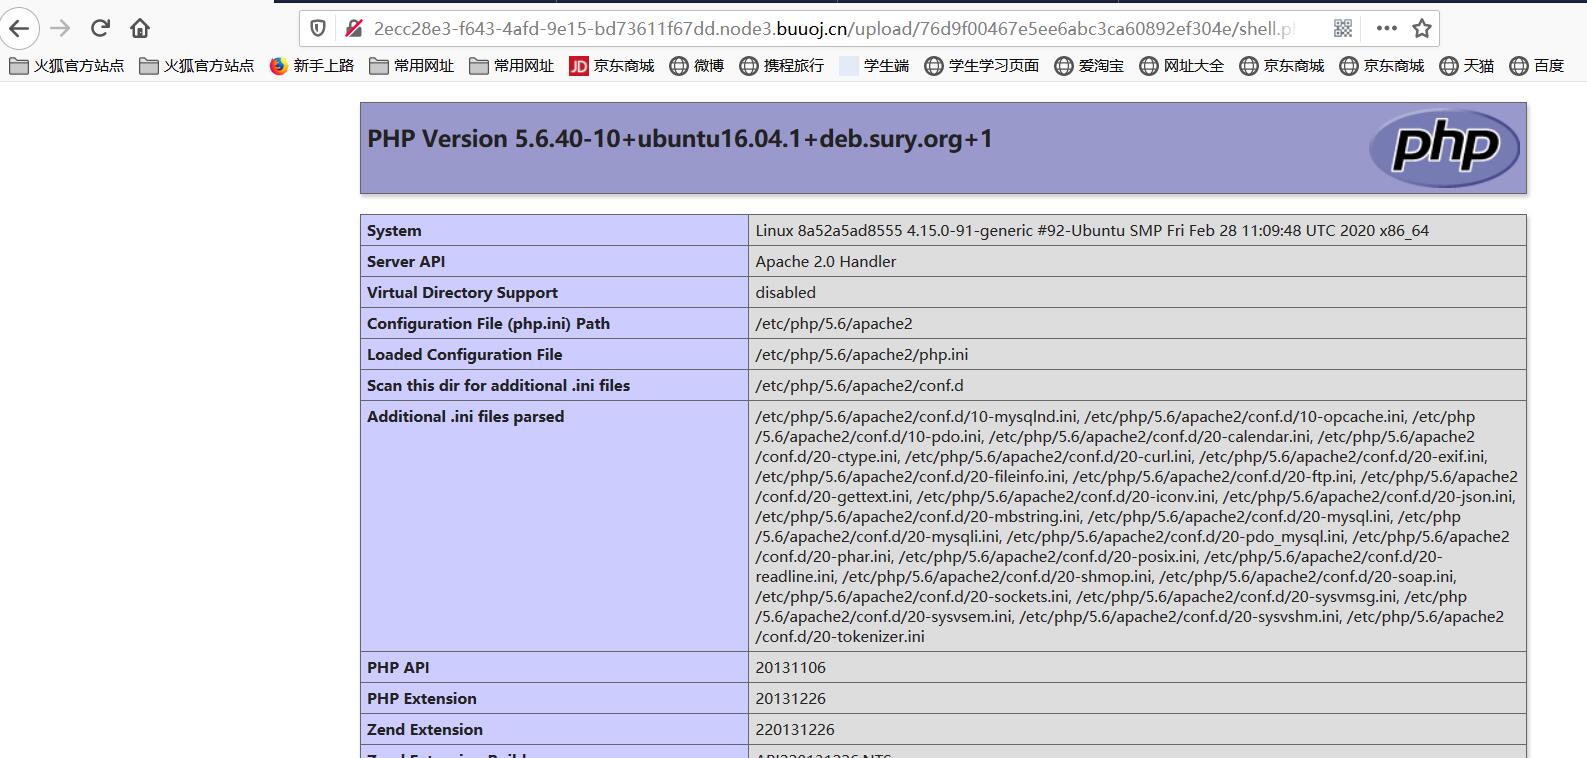 2ecc28e3-f643-4afd-9e15-bd73611f67dd.node3.buuoj.cn/upload/76d9f00467e5ee6abc3ca60892ef304e/shell.p
火狐官方站点 火狐官方站点 新手上路 常用网址 常用网址 JD 京东商城 微博 携程旅行 学生端 学生学习页面 爱淘宝 网址大全 京东商城 京东商城 天猫 百度
PHP Version 5.6.40-10+ubuntu16.04.1+deb.sury.org+1
php
System Linux 8a52a5ad8555 4.15.0-91-generic #92-Ubuntu SMP Fri Feb 28 11:09:48 UTC 2020 x86_64
Server API Apache 2.0 Handler
Virtual Directory Support disabled
Configuration File (php.ini) Path /etc/php/5.6/apache2
Loaded Configuration File /etc/php/5.6/apache2/php.ini
Scan this dir for additional .ini files /etc/php/5.6/apache2/conf.d
Additional .ini files parsed /etc/php/5.6/apache2/conf.d/10-mysqlnd.ini, /etc/php/5.6/apache2/conf.d/10-opcache.ini, /etc/php
/5.6/apache2/conf.d/10-pdo.ini, /etc/php/5.6/apache2/conf.d/20-calendar.ini, /etc/php/5.6/apache2
/conf.d/20-ctype.ini, /etc/php/5.6/apache2/conf.d/20-curl.ini, /etc/php/5.6/apache2/conf.d/20-exif.ini,
/etc/php/5.6/apache2/conf.d/20-fileinfo.ini, /etc/php/5.6/apache2/conf.d/20-ftp.ini, /etc/php/5.6/apache2
/conf.d/20-gettext.ini, /etc/php/5.6/apache2/conf.d/20-iconv.ini, /etc/php/5.6/apache2/conf.d/20-json.ini,
/etc/php/5.6/apache2/conf.d/20-mbstring.ini, /etc/php/5.6/apache2/conf.d/20-mysql.ini, /etc/php
/5.6/apache2/conf.d/20-mysqli.ini, /etc/php/5.6/apache2/conf.d/20-pdo_mysql.ini, /etc/php/5.6/apache2
/conf.d/20-phar.ini, /etc/php/5.6/apache2/conf.d/20-posix.ini, /etc/php/5.6/apache2/conf.d/20-
readline.ini, /etc/php/5.6/apache2/conf.d/20-shmop.ini, /etc/php/5.6/apache2/conf.d/20-soap.ini,
/etc/php/5.6/apache2/conf.d/20-sockets.ini, /etc/php/5.6/apache2/conf.d/20-sysvmsg.ini, /etc/php
/5.6/apache2/conf.d/20-sysvsem.ini, /etc/php/5.6/apache2/conf.d/20-sysvshm.ini, /etc/php/5.6/apache2
/conf.d/20-tokenizer.ini
PHP API 20131106
PHP Extension 20131226
Zend Extension 220131226